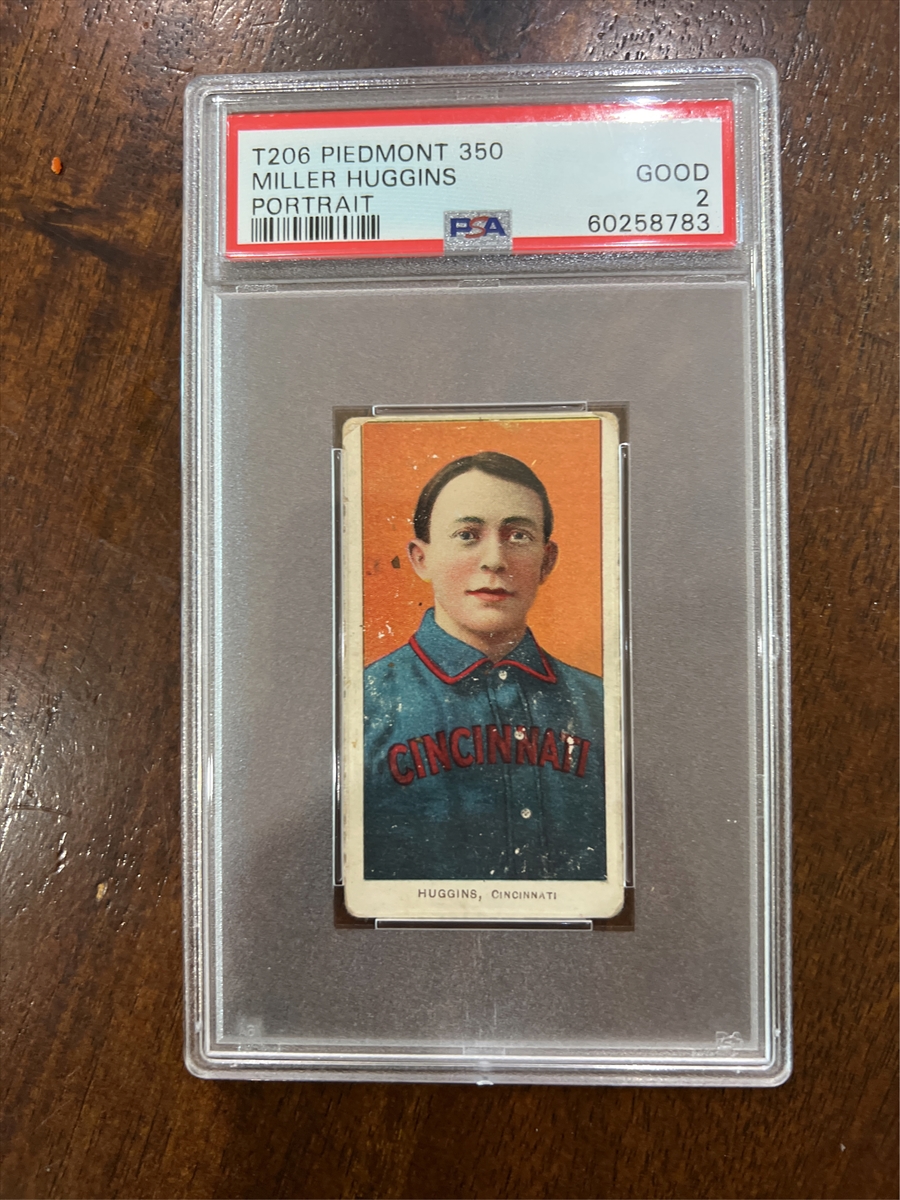 T206 PIEDMONT 350
MILLER HUGGINS
GOOD
PORTRAIT
2
PSA
60258783
CINCINNATI
HUGGINS, CINCINNATI